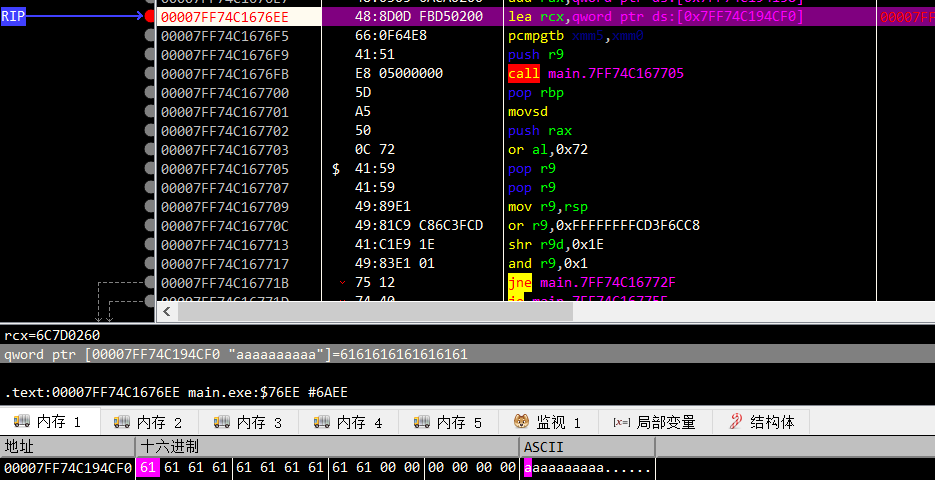 RIP 00007FF74C1676EE 48:8D0D FBD50200 lea rcx,qword ptr ds:[0x7FF74C194CF0]
00007FF74C1676F5 66:0F64E8 pcmpgtb xmm5,xmm0
00007FF74C1676F9 41:51 push r9
00007FF74C1676FB E8 05000000 call main.7FF74C167705
00007FF74C167700 5D pop rbp
00007FF74C167701 A5 movsd
00007FF74C167702 50 push rax
00007FF74C167703 0C 72 or al,0x72
00007FF74C167705 $ 41:59 pop r9
00007FF74C167707 41:59 pop r9
00007FF74C167709 49:89E1 mov r9,rsp
00007FF74C16770C 49:81C9 C86C3FCD or r9,0xFFFFFFFFCD3F6CC8
00007FF74C167713 41:C1E9 1E shr r9d,0x1E
00007FF74C167717 49:83E1 01 and r9,0x1
00007FF74C16771B 75 12 jne main.7FF74C16772F
rcx=6C7D0260
qword ptr [00007FF74C194CF0 "aaaaaaaaaa"]=6161616161616161
.text:00007FF74C1676EE main.exe:$76EE #6AEE
内存 1 内存 2 内存 3 内存 4 内存 5 监视 1 [x=] 局部变量 结构体
地址 十六进制 ASCII
00007FF74C194CF0 61 61 61 61 61 61 61 61 61 61 00 00 00 00 00 00 aaaaaaaaaa......